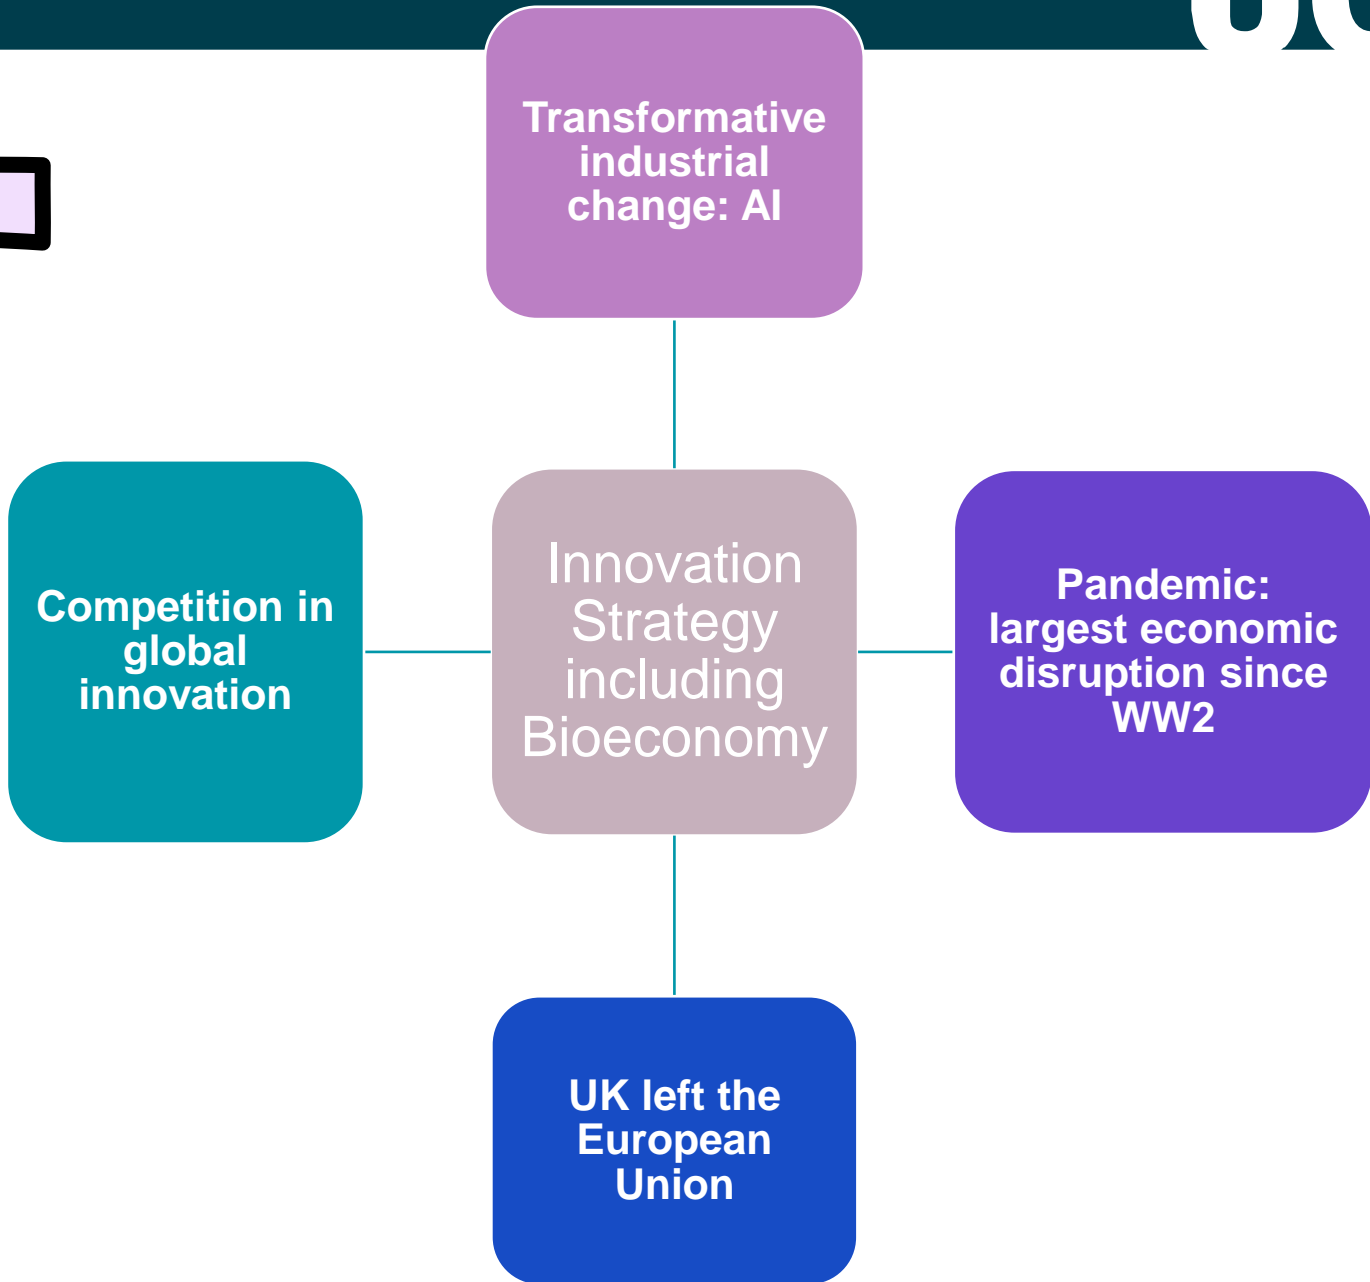 Transformative
industrial
change: AI
Competition in
global
innovation
Innovation
Strategy
including
Bioeconomy
Pandemic:
largest economic
disruption since
WW2
UK left the
European
Union